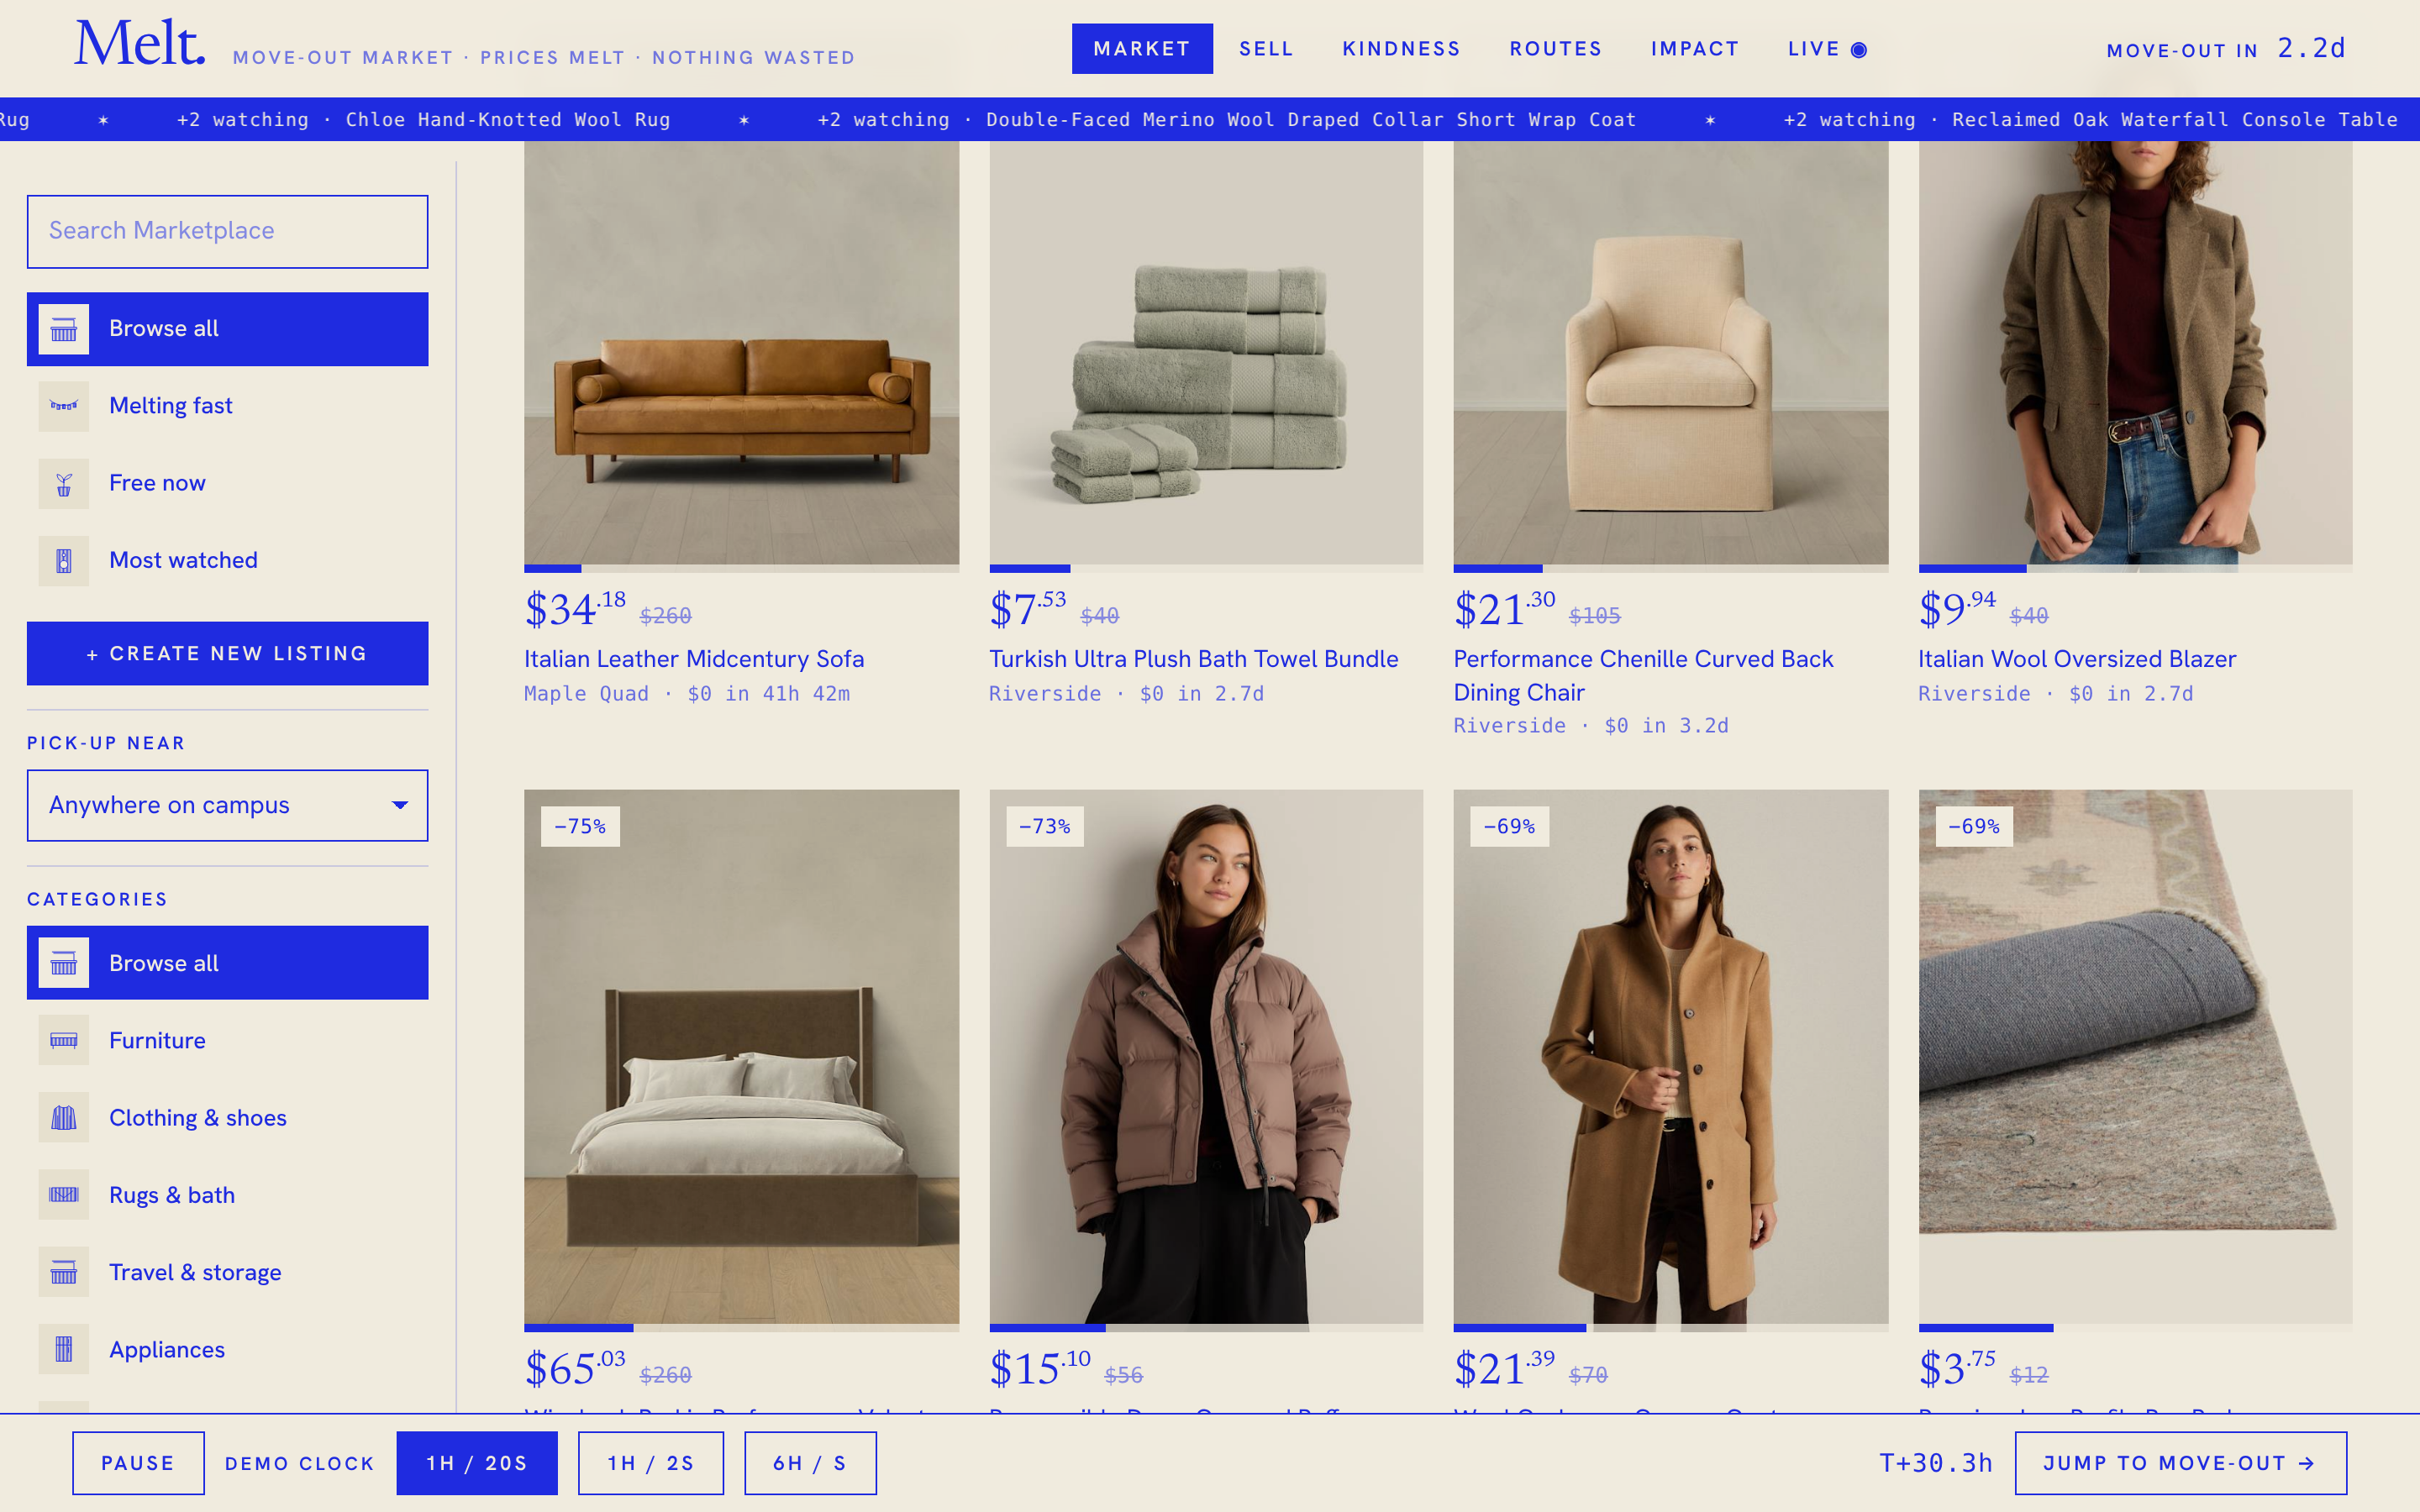 Melt.
MOVE-OUT MARKET · PRICES MELT · NOTHING WASTED
MARKET
SELL
KINDNESS
ROUTES
IMPACT
LIVE ◉
MOVE-OUT IN 2.2d
Rug ✶ +2 watching · Chloe Hand-Knotted Wool Rug ✶ +2 watching · Double-Faced Merino Wool Draped Collar Short Wrap Coat ✶ +2 watching · Reclaimed Oak Waterfall Console Table
Search Marketplace
Browse all
Melting fast
Free now
Most watched
+ CREATE NEW LISTING
PICK-UP NEAR
Anywhere on campus
CATEGORIES
Browse all
Furniture
Clothing & shoes
Rugs & bath
Travel & storage
Appliances
$34.18 $260
Italian Leather Midcentury Sofa
Maple Quad · $0 in 41h 42m
$7.53 $40
Turkish Ultra Plush Bath Towel Bundle
Riverside · $0 in 2.7d
$21.30 $105
Performance Chenille Curved Back
Dining Chair
Riverside · $0 in 3.2d
$9.94 $40
Italian Wool Oversized Blazer
Riverside · $0 in 2.7d
−75%
$65.03 $260
−73%
$15.10 $56
−69%
$21.39 $70
−69%
$3.75 $12
PAUSE
DEMO CLOCK
1H / 20S
1H / 2S
6H / S
T+30.3h
JUMP TO MOVE-OUT →